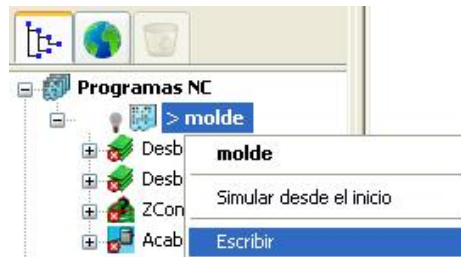 Programas NC
> molde
Desb
molde
Desb
Simular desde el inicio
ZCon
Acab
Escribir